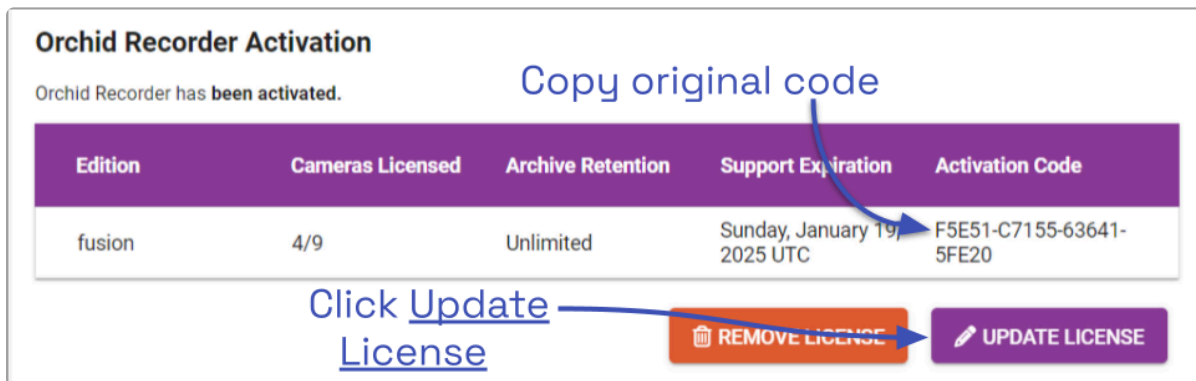 Orchid Recorder Activation
Copy original code
Orchid Recorder has been activated.
Edition Cameras Licensed Archive Retention Support Expiration Activation Code
fusion 4/9 Unlimited Sunday, January 19, 2025 UTC F5E51-C7155-63641-5FE20
Click Update
License
REMOVE LICENSE UPDATE LICENSE